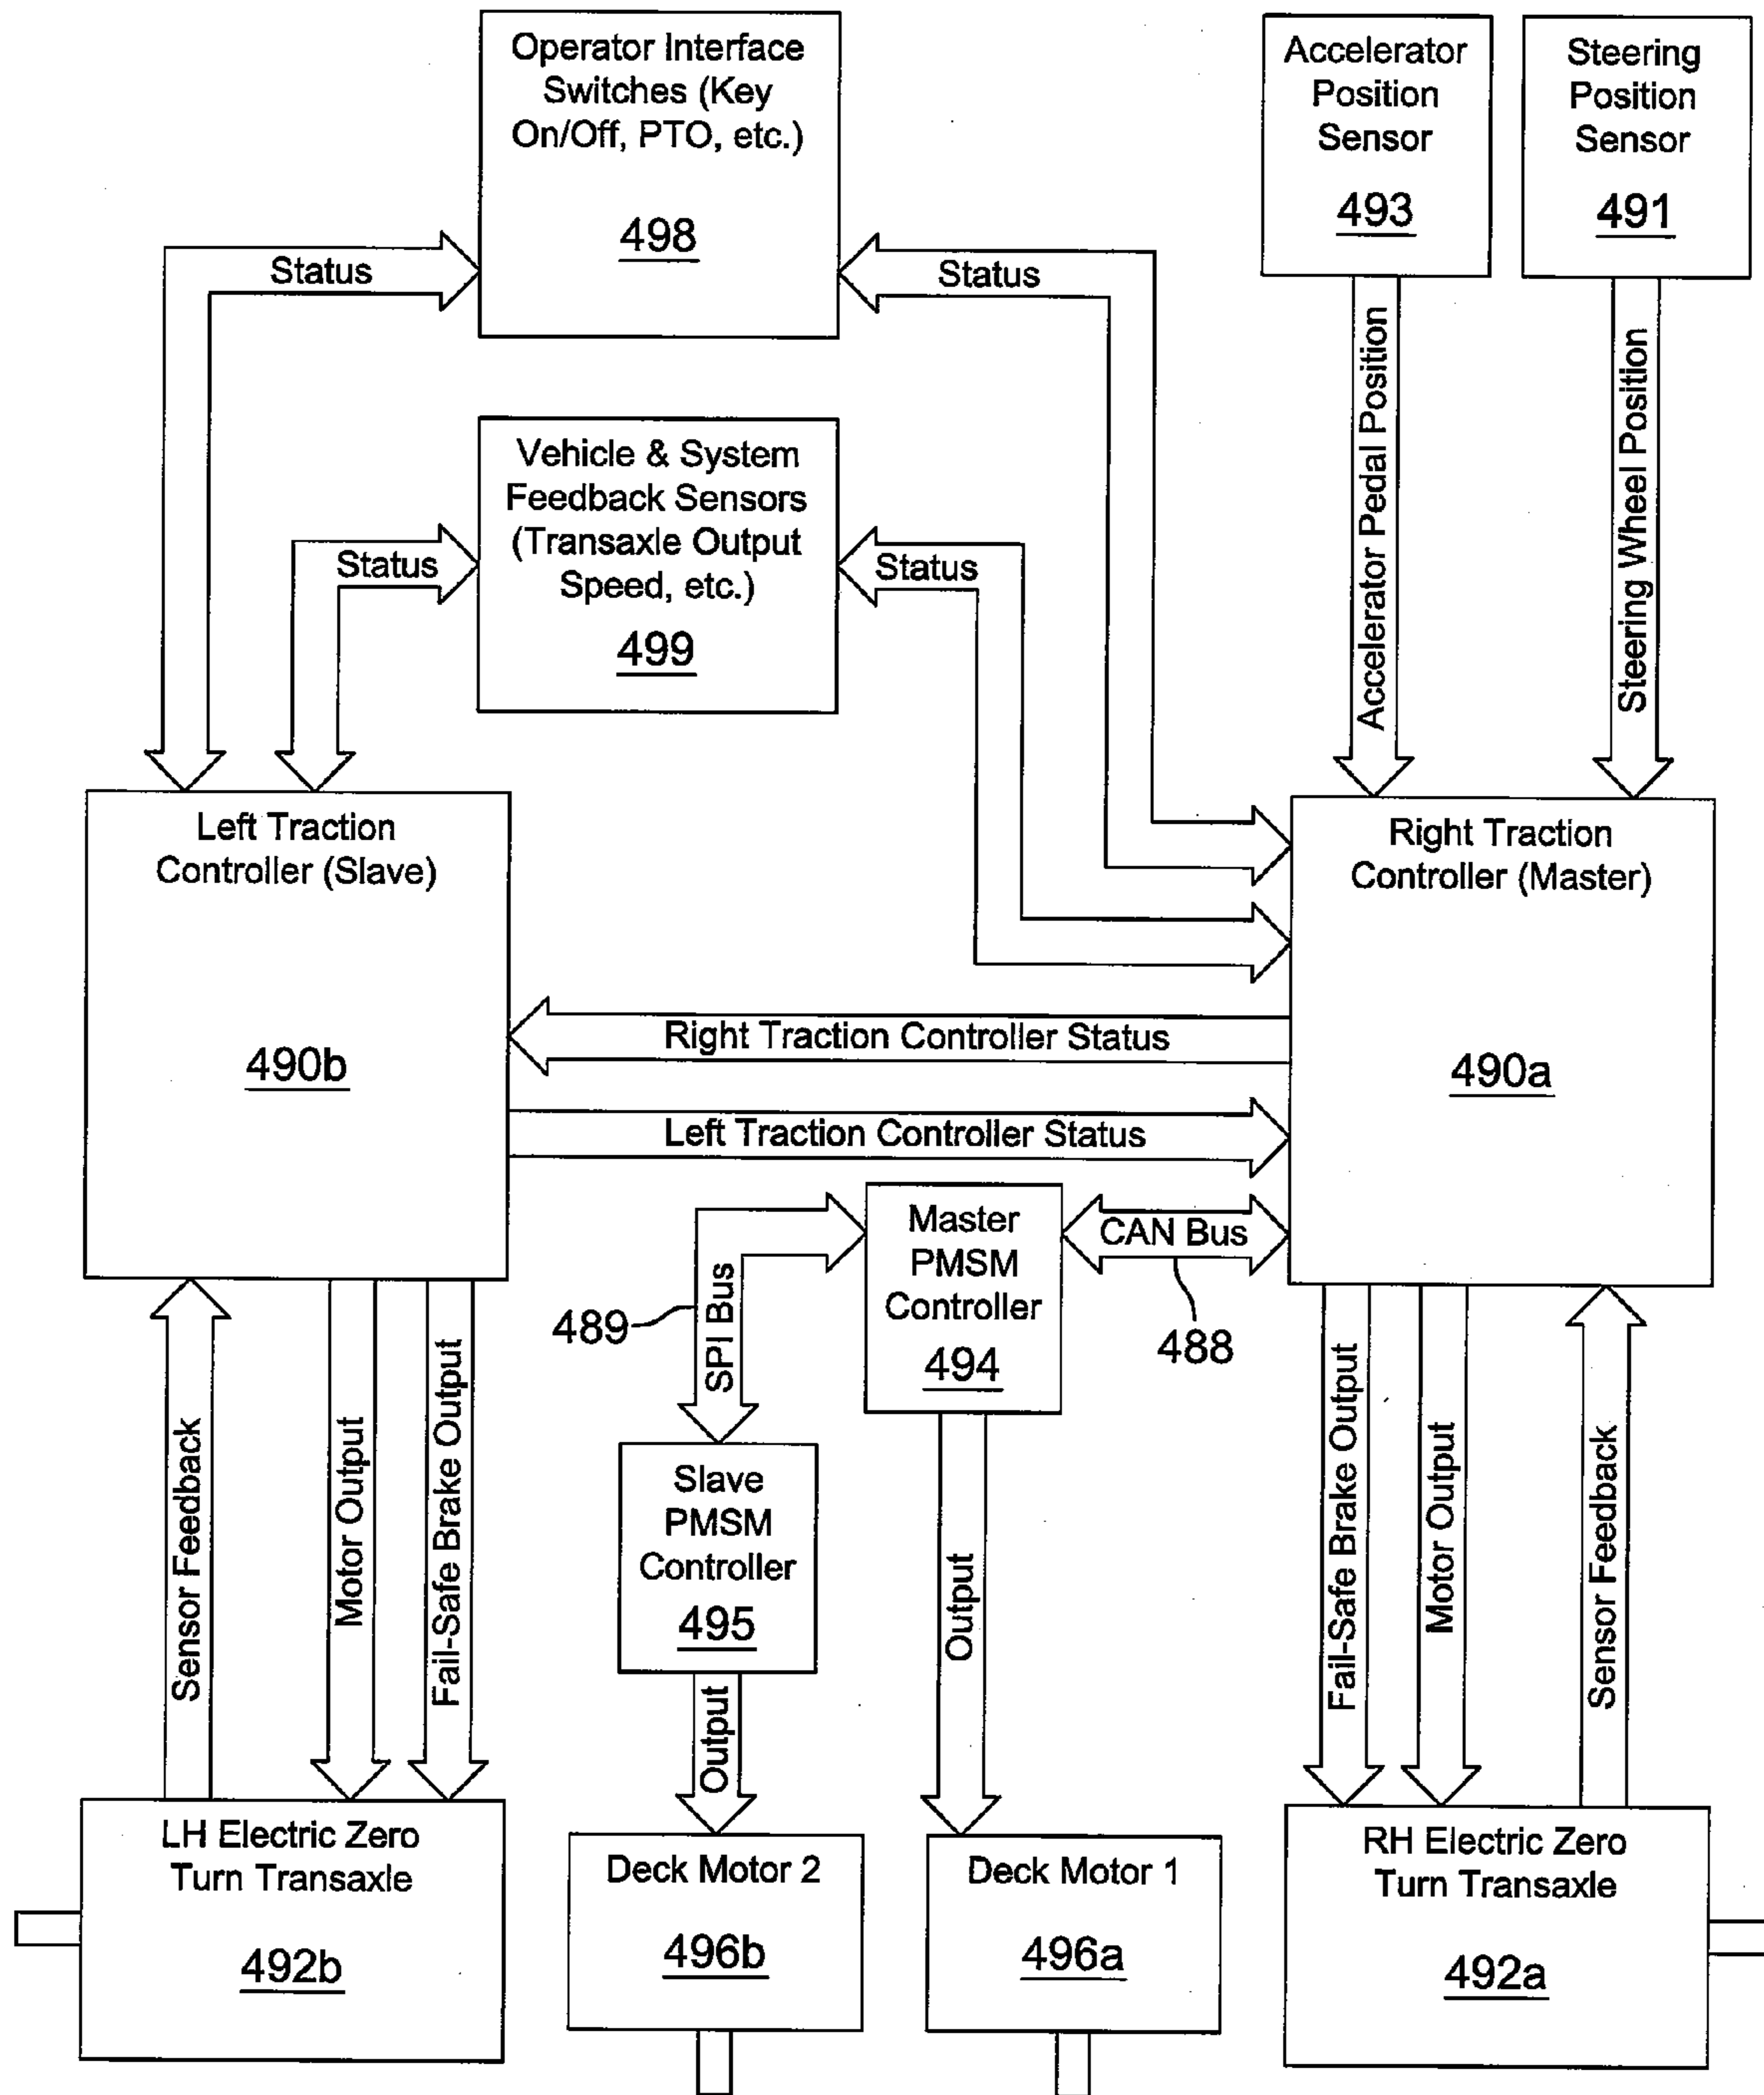 Operator Interface
Switches (Key
On/Off, PTO, etc.)
498
Accelerator
Position
Sensor
493
Steering
Position
Sensor
491
Status
Status
Accelerator Pedal Position
Steering Wheel Position
Vehicle & System
Feedback Sensors
(Transaxle Output
Speed, etc.)
499
Status
Status
Left Traction
Controller (Slave)
490b
Right Traction
Controller (Master)
490a
Right Traction Controller Status
Left Traction Controller Status
Master
PMSM
Controller
494
CAN Bus
488
SPI Bus
489
Slave
PMSM
Controller
495
Sensor Feedback
Motor Output
Fail-Safe Brake Output
Output
Output
Fail-Safe Brake Output
Motor Output
Sensor Feedback
LH Electric Zero
Turn Transaxle
492b
Deck Motor 2
496b
Deck Motor 1
496a
RH Electric Zero
Turn Transaxle
492a